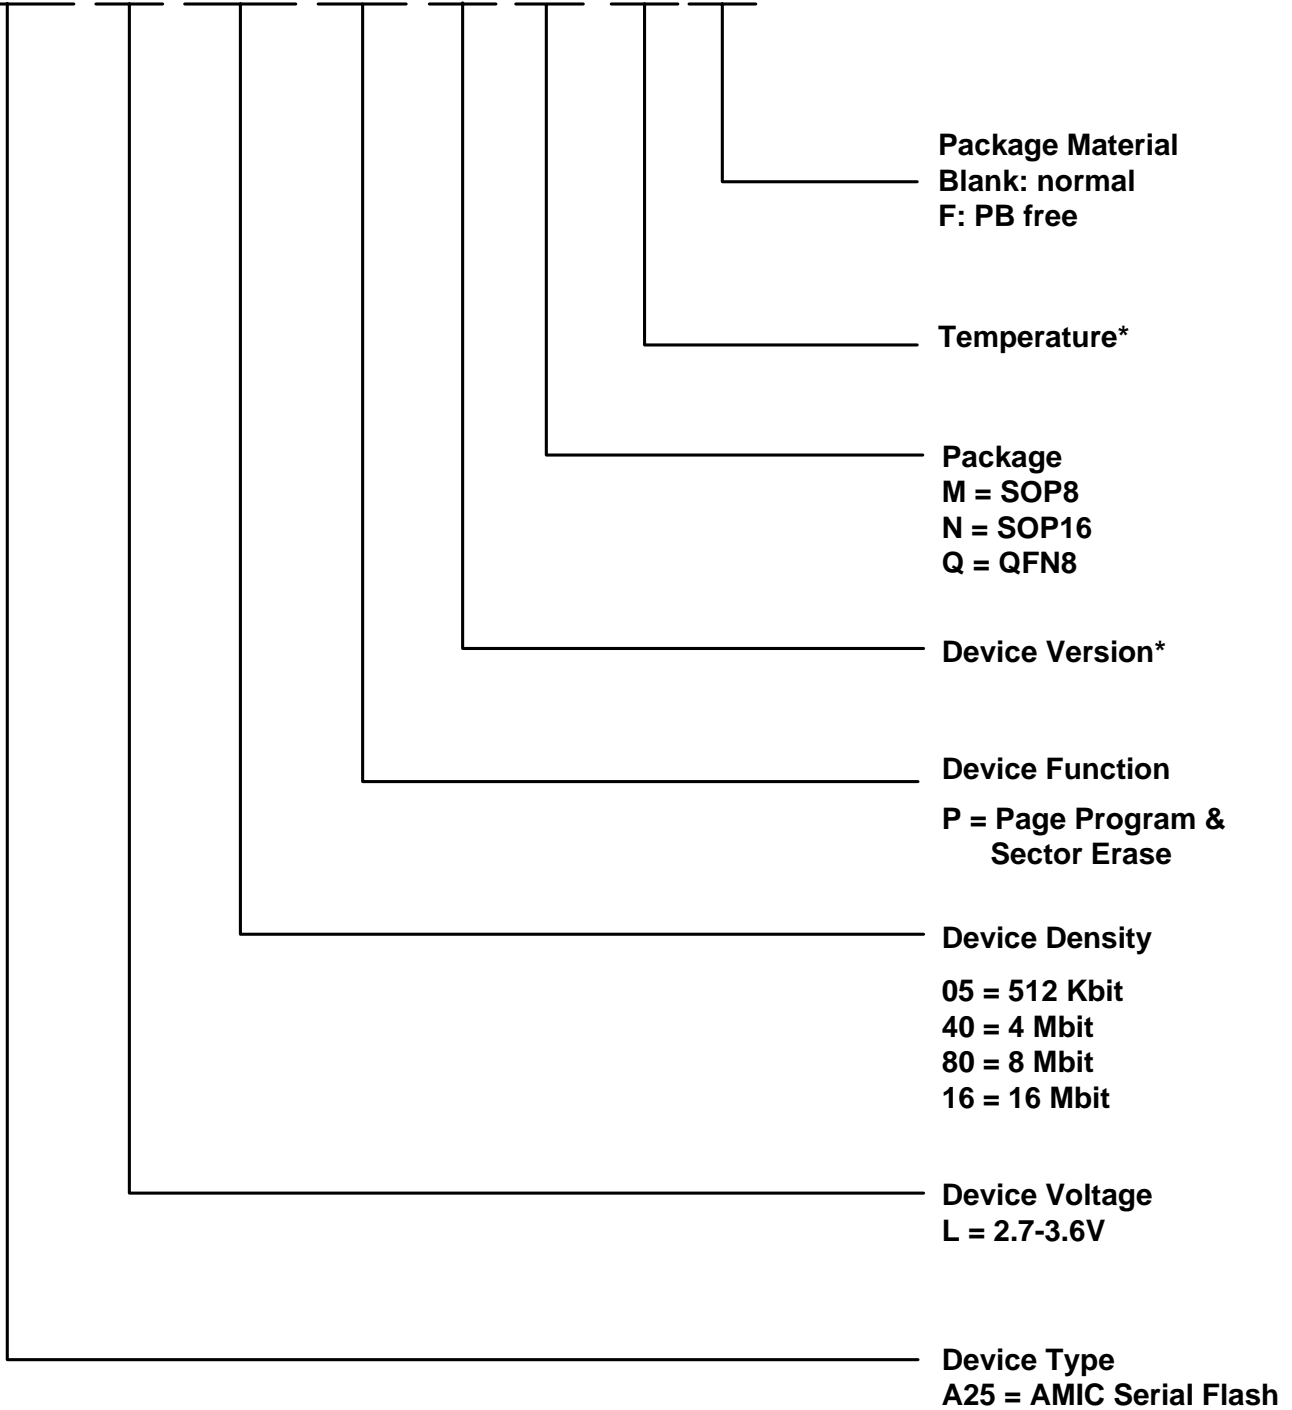 Package Material
Blank: normal
F: PB free
Temperature*
Package
M = SOP8
N = SOP16
Q = QFN8
Device Version*
Device Function
P = Page Program &
Sector Erase
Device Density
05 = 512 Kbit
40 = 4 Mbit
80 = 8 Mbit
16 = 16 Mbit
Device Voltage
L = 2.7-3.6V
Device Type
A25 = AMIC Serial Flash